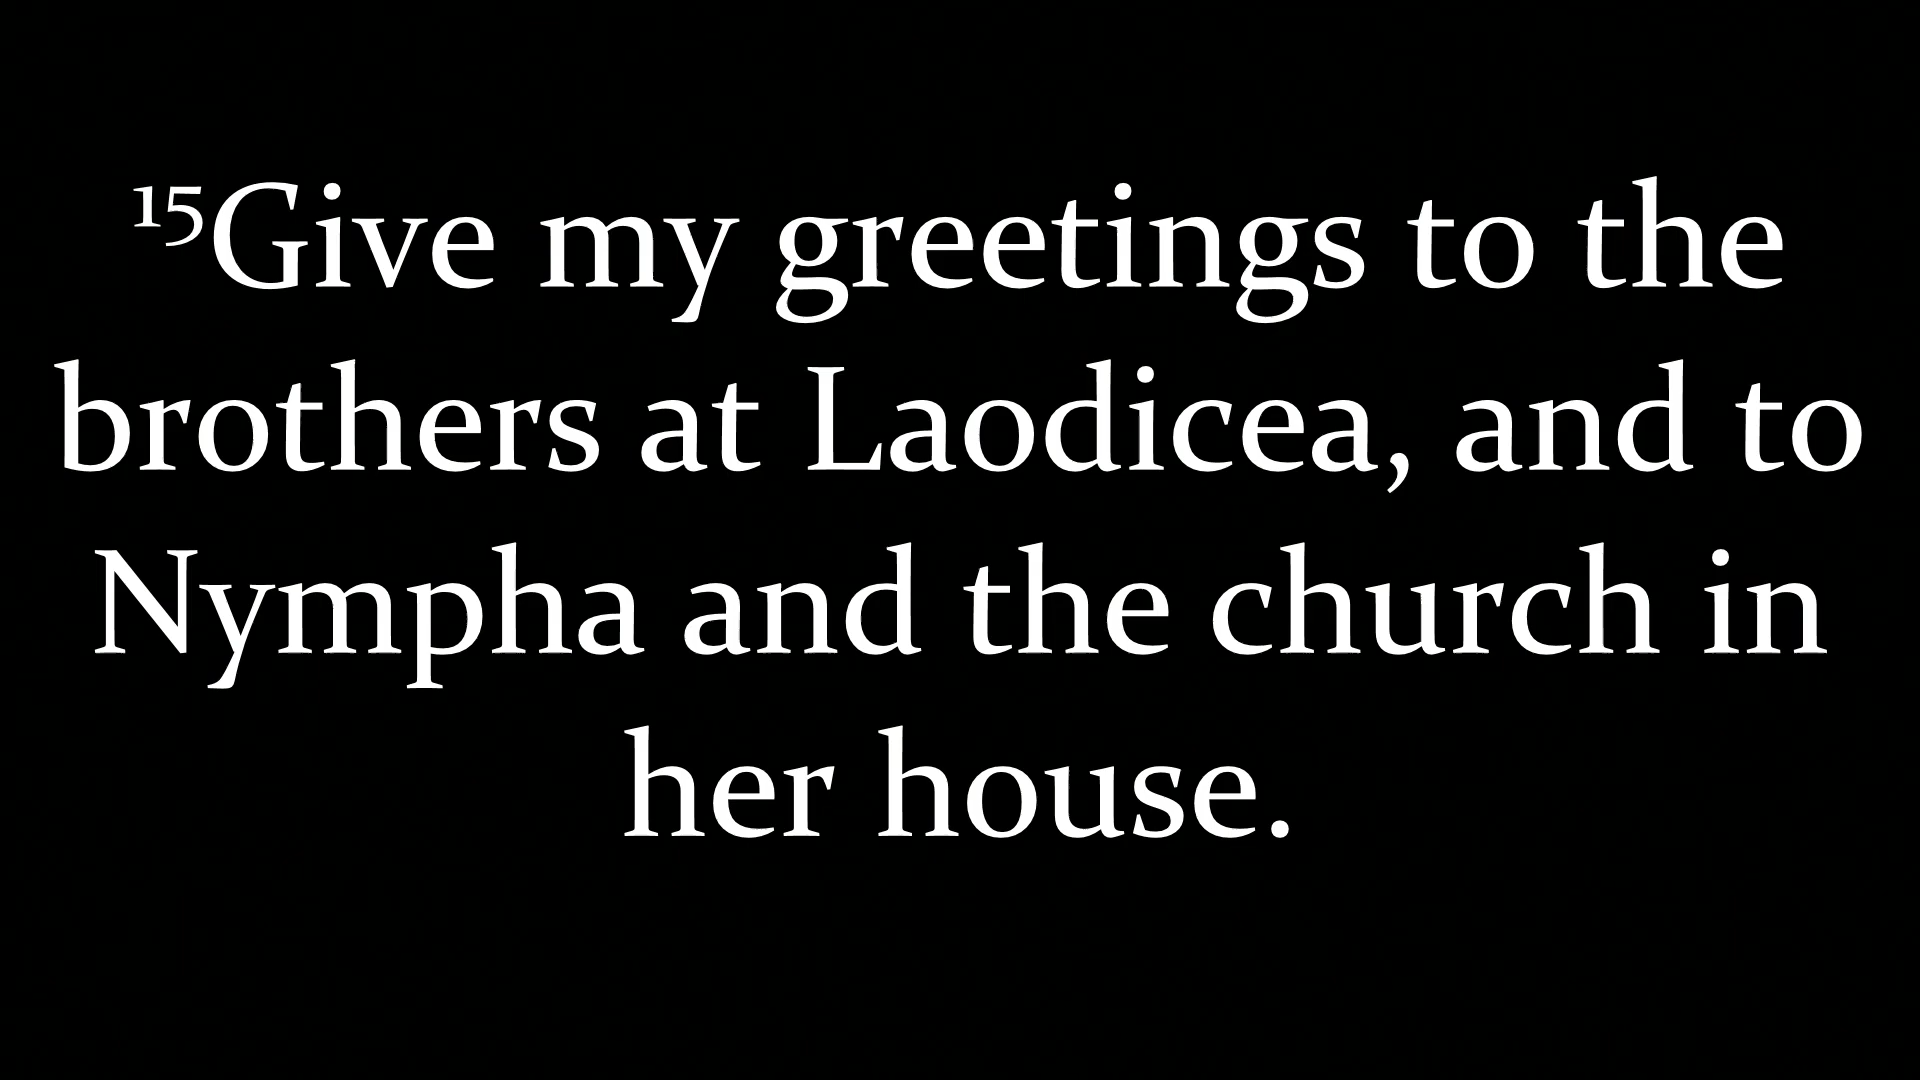 ¹⁵Give my greetings to the
brothers at Laodicea, and to
Nympha and the church in
her house.